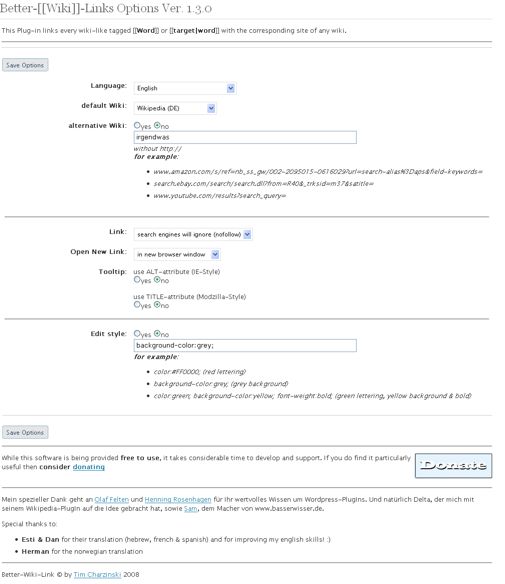 Better-[[Wiki]]-Links Options Ver. 1.3.0
This Plug-in links every wiki-like tagged [[Word]] or [[target|word]] with the corresponding site of any wiki.
Save Options
Language: English
default Wiki: Wikipedia (DE)
alternative Wiki: yes no
irgendwas
without http://
for example:
www.amazon.com/s/ref=nb_ss_gw/002-2095015-0616029?url=search-alias%3Daps&field-keywords=
search.ebay.com/search/search.dll?from=R40&_trksid=m37&satitle=
www.youtube.com/results?search_query=
Link: search engines will ignore (nofollow)
Open New Link: in new browser window
Tooltip: use ALT-attribute (IE-Style)
yes no
use TITLE-attribute (Modzilla-Style)
yes no
Edit style: yes no
background-color:grey;
for example:
color:#FF0000; (red lettering)
background-color:grey; (grey background)
color:green; background-color:yellow; font-weight:bold; (green lettering, yellow background & bold)
Save Options
While this software is being provided free to use, it takes considerable time to develop and support. If you do find it particularly
useful then consider donating
Donate
Mein spezieller Dank geht an Olaf Felten und Henning Rosenhagen für ihr wertvolles Wissen um Wordpress-Plugins. Und natürlich Delta, der mich mit
seinem Wikipedia-Plugin auf die Idee gebracht hat, sowie Sam, dem Macher von www.basserwisser.de.
Special thanks to:
Esti & Dan for their translation (hebrew, french & spanish) and for improving my english skills! :)
Herman for the norwegian translation
Better-Wiki-Link © by Tim Charzinski 2008